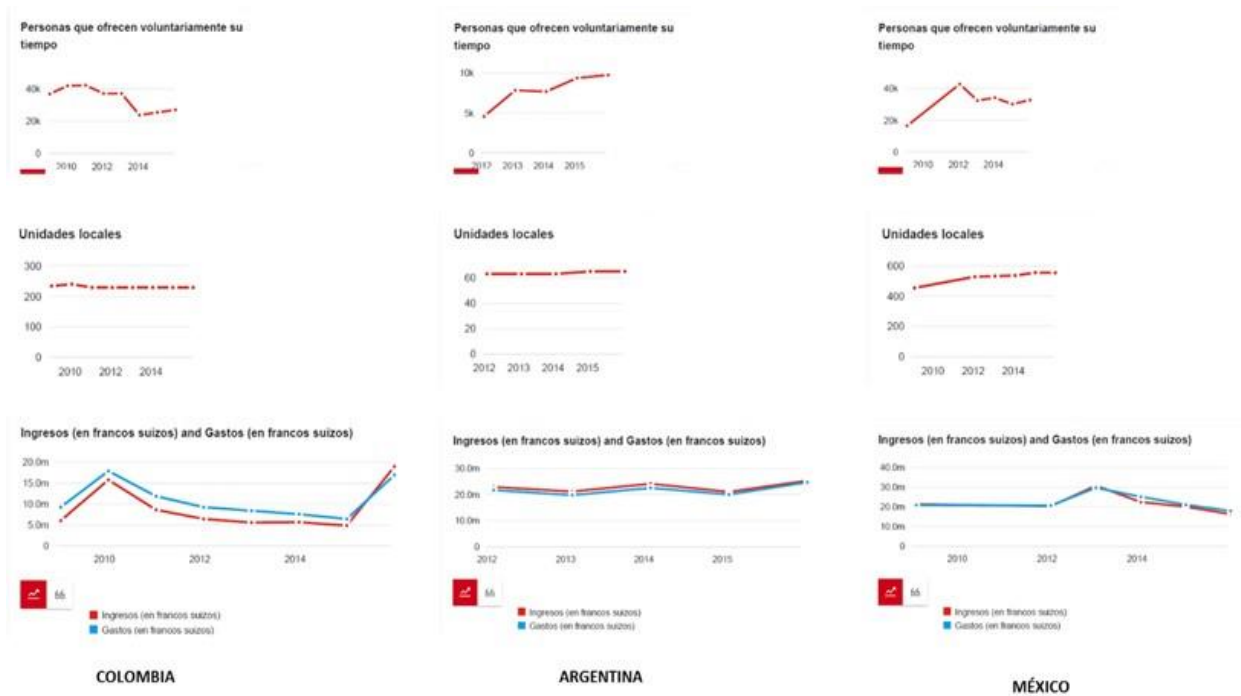 Personas que ofrecen voluntariamente su
tiempo
40k
20k
0
2010 2012 2014
Personas que ofrecen voluntariamente su
tiempo
10k
5k
0
2012 2013 2014 2015
Personas que ofrecen voluntariamente su
tiempo
40k
20k
0
2010 2012 2014
Unidades locales
300
200
100
0
2010 2012 2014
Unidades locales
60
40
20
0
2012 2013 2014 2015
Unidades locales
600
400
200
0
2010 2012 2014
Ingresos (en francos suizos) and Gastos (en francos suizos)
20.0m
15.0m
10.0m
5.0m
0
2010 2012 2014
Ingresos (en francos suizos)
Gastos (en francos suizos)
Ingresos (en francos suizos) and Gastos (en francos suizos)
30.0m
20.0m
10.0m
0
2012 2013 2014 2015
Ingresos (en francos suizos)
Gastos (en francos suizos)
Ingresos (en francos suizos) and Gastos (en francos suizos)
40.0m
30.0m
20.0m
10.0m
0
2010 2012 2014
Ingresos (en francos suizos)
Gastos (en francos suizos)
COLOMBIA
ARGENTINA
MÉXICO